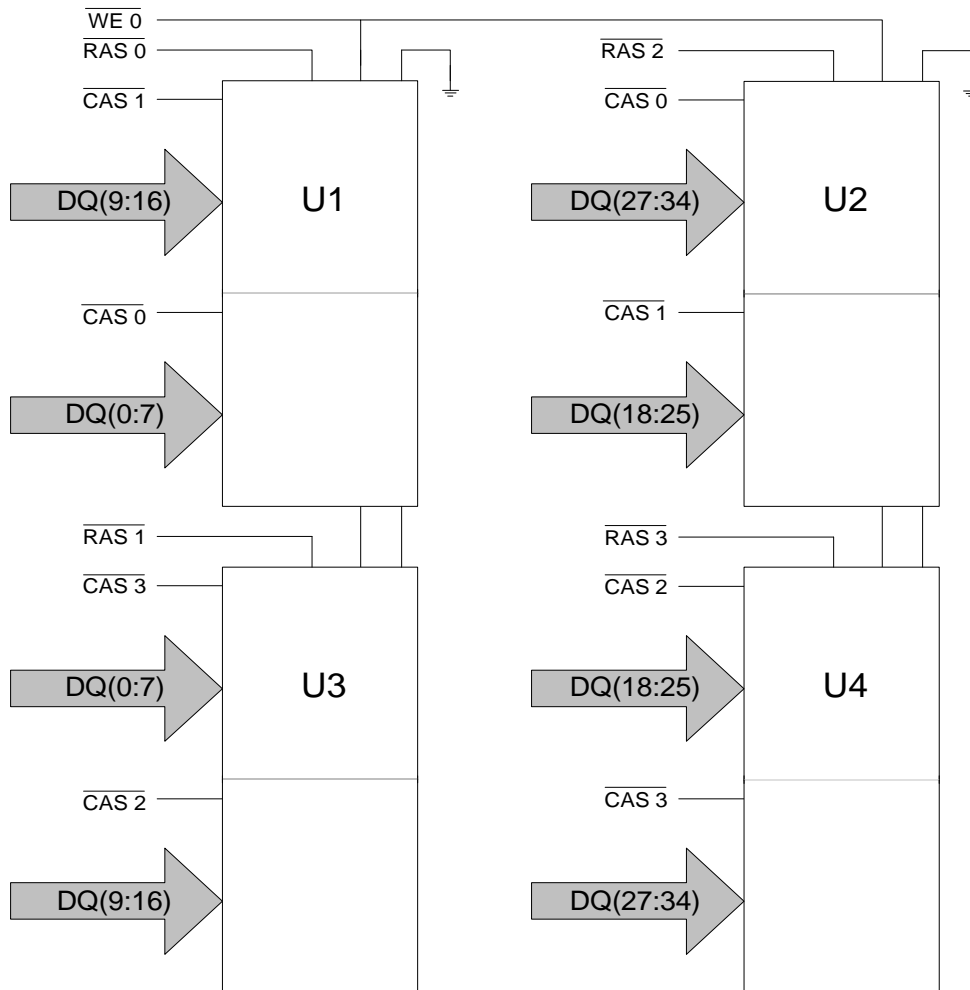 WE 0
RAS 0
RAS 2
CAS 1
CAS 0
DQ(9:16)
U1
DQ(27:34)
U2
CAS 0
CAS 1
DQ(0:7)
DQ(18:25)
RAS 1
RAS 3
CAS 3
CAS 2
DQ(0:7)
U3
DQ(18:25)
U4
CAS 2
CAS 3
DQ(9:16)
DQ(27:34)